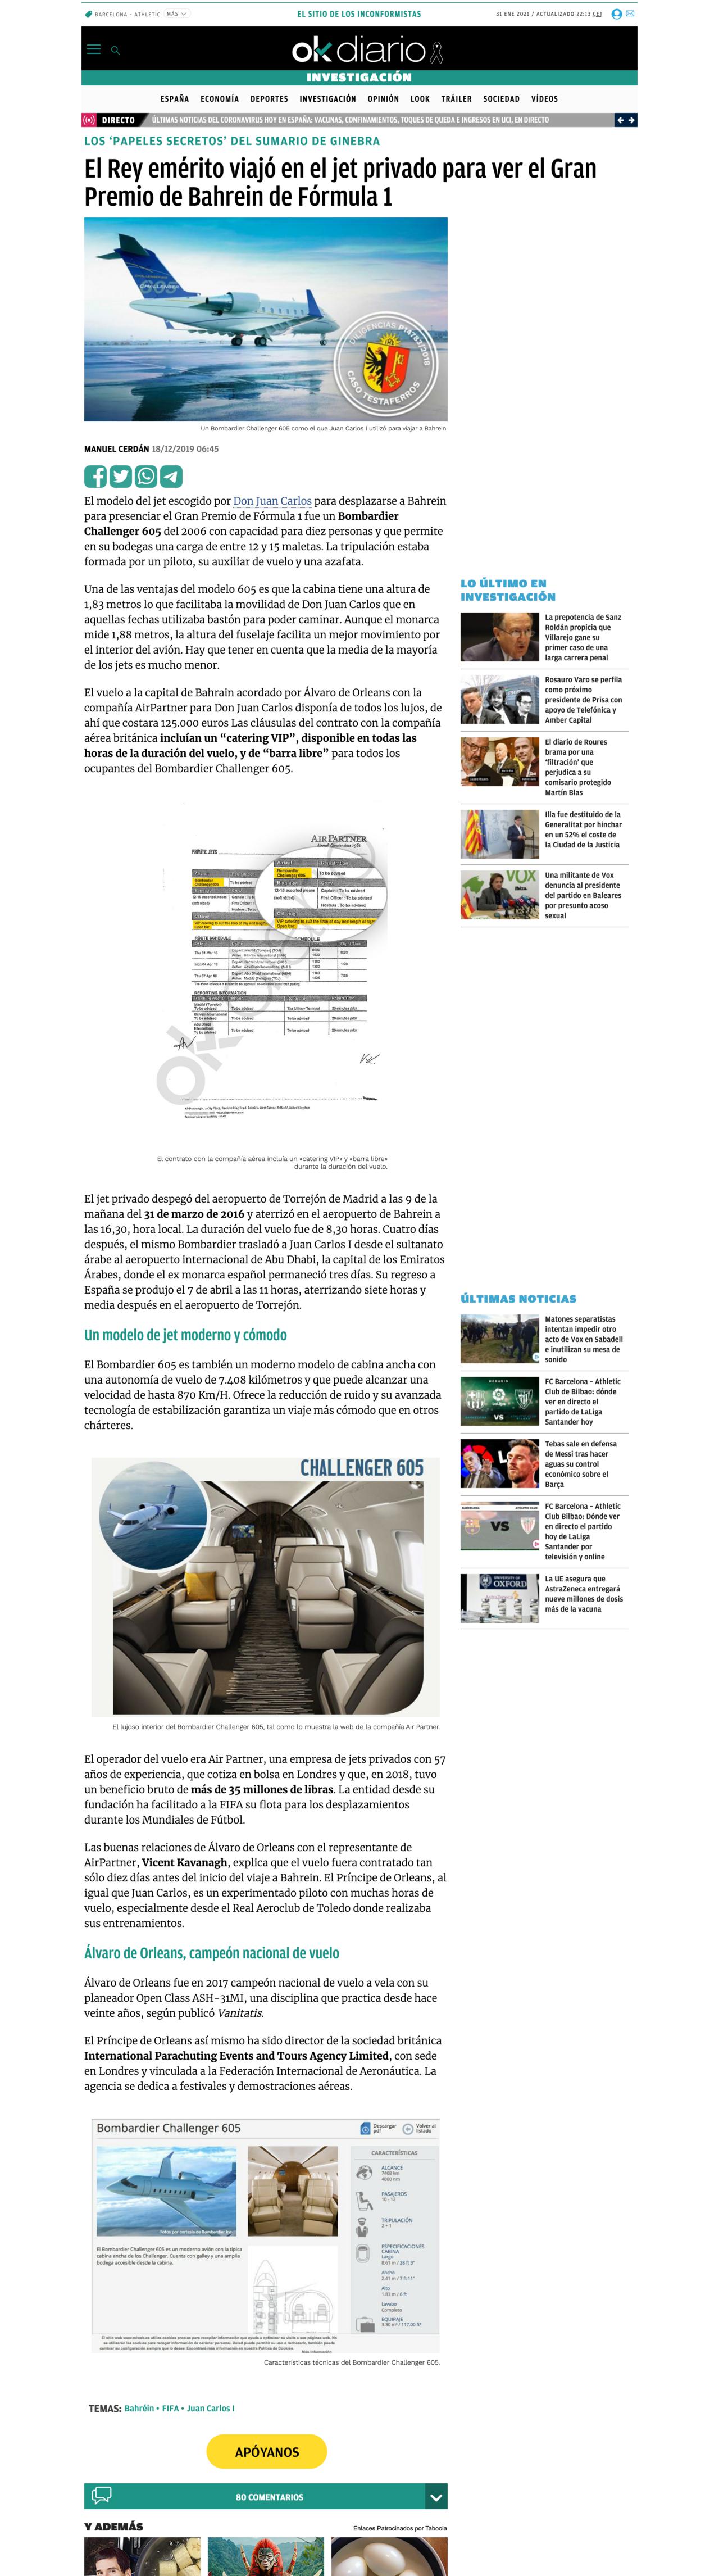 BARCELONA - ATHLETIC
MÁS
EL SITIO DE LOS INCONFORMISTAS
31 ENE 2021 / ACTUALIZADO 22:13 CET
okdiario
INVESTIGACIÓN
ESPAÑA ECONOMÍA DEPORTES INVESTIGACIÓN OPINIÓN LOOK TRÁILER SOCIEDAD VÍDEOS
DIRECTO
ÚLTIMAS NOTICIAS DEL CORONAVIRUS HOY EN ESPAÑA: VACUNAS, CONFINAMIENTOS, TOQUES DE QUEDA E INGRESOS EN UCI, EN DIRECTO
LOS ‘PAPELES SECRETOS’ DEL SUMARIO DE GINEBRA
El Rey emérito viajó en el jet privado para ver el Gran
Premio de Bahrein de Fórmula 1
CASO TESTAFERROS
Un Bombardier Challenger 605 como el que Juan Carlos I utilizó para viajar a Bahrein.
MANUEL CERDÁN 18/12/2019 06:45
El modelo del jet escogido por Don Juan Carlos para desplazarse a Bahrein
para presenciar el Gran Premio de Fórmula 1 fue un Bombardier
Challenger 605 del 2006 con capacidad para diez personas y que permite
en su bodegas una carga de entre 12 y 15 maletas. La tripulación estaba
formada por un piloto, su auxiliar de vuelo y una azafata.
Una de las ventajas del modelo 605 es que la cabina tiene una altura de
1,83 metros lo que facilitaba la movilidad de Don Juan Carlos que en
aquellas fechas utilizaba bastón para poder caminar. Aunque el monarca
mide 1,88 metros, la altura del fuselaje facilita un mejor movimiento por
el interior del avión. Hay que tener en cuenta que la media de la mayoría
de los jets es mucho menor.
El vuelo a la capital de Bahrein acordado por Álvaro de Orleans con la
compañía AirPartner para Don Juan Carlos disponía de todos los lujos, de
ahí que costara 125.000 euros Las cláusulas del contrato con la compañía
aérea británica incluían un “catering VIP”, disponible en todas las
horas de la duración del vuelo, y de “barra libre” para todos los
ocupantes del Bombardier Challenger 605.
AIR PARTNER
PRIVATE JETS
Bombardier
Challenger 605
To be advised
ROUTE SCHEDULE
REPORTING INFORMATION
El contrato con la compañía aérea incluía un «catering VIP» y «barra libre»
durante la duración del vuelo.
El jet privado despegó del aeropuerto de Torrejón de Madrid a las 9 de la
mañana del 31 de marzo de 2016 y aterrizó en el aeropuerto de Bahrein a
las 16,30, hora local. La duración del vuelo fue de 8,30 horas. Cuatro días
después, el mismo Bombardier trasladó a Juan Carlos I desde el sultanato
árabe al aeropuerto internacional de Abu Dhabi, la capital de los Emiratos
Árabes, donde el ex monarca español permaneció tres días. Su regreso a
España se produjo el 7 de abril a las 11 horas, aterrizando siete horas y
media después en el aeropuerto de Torrejón.
Un modelo de jet moderno y cómodo
El Bombardier 605 es también un moderno modelo de cabina ancha con
una autonomía de vuelo de 7.408 kilómetros y que puede alcanzar una
velocidad de hasta 870 Km/H. Ofrece la reducción de ruido y su avanzada
tecnología de estabilización garantiza un viaje más cómodo que en otros
chárteres.
CHALLENGER 605
El lujoso interior del Bombardier Challenger 605, tal como lo muestra la web de la compañía Air Partner.
El operador del vuelo era Air Partner, una empresa de jets privados con 57
años de experiencia, que cotiza en bolsa en Londres y que, en 2018, tuvo
un beneficio bruto de más de 35 millones de libras. La entidad desde su
fundación ha facilitado a la FIFA su flota para los desplazamientos
durante los Mundiales de Fútbol.
Las buenas relaciones de Álvaro de Orleans con el representante de
AirPartner, Vicent Kavanagh, explica que el vuelo fuera contratado tan
sólo diez días antes del inicio del viaje a Bahrein. El Príncipe de Orleans, al
igual que Juan Carlos, es un experimentado piloto con muchas horas de
vuelo, especialmente desde el Real Aeroclub de Toledo donde realizaba
sus entrenamientos.
Álvaro de Orleans, campeón nacional de vuelo
Álvaro de Orleans fue en 2017 campeón nacional de vuelo a vela con su
planeador Open Class ASH-31MI, una disciplina que practica desde hace
veinte años, según publicó Vanitatis.
El Príncipe de Orleans así mismo ha sido director de la sociedad británica
International Parachuting Events and Tours Agency Limited, con sede
en Londres y vinculada a la Federación Internacional de Aeronáutica. La
agencia se dedica a festivales y demostraciones aéreas.
Bombardier Challenger 605
Descargar
pdf
Volver al
listado
CARACTERÍSTICAS
ALCANCE
7408 km
4000 nm
PASAJEROS
10 - 12
TRIPULACIÓN
2 + 1
ESPECIFICACIONES
CABINA
Largo
8.61 m / 28 ft 3"
Ancho
2.41 m / 7 ft 11"
Alto
1.83 m / 6 ft
Lavabo
Completo
EQUIPAJE
3.30 m³ / 117.00 ft³
El Bombardier Challenger 605 es un moderno avión con la típica
cabina ancha de los Challenger. Cuenta con galley y una amplia
bodega accesible desde la cabina.
Características técnicas del Bombardier Challenger 605.
TEMAS: Bahréin • FIFA • Juan Carlos I
APÓYANOS
80 COMENTARIOS
Y ADEMÁS
Enlaces Patrocinados por Taboola
LO ÚLTIMO EN
INVESTIGACIÓN
La prepotencia de Sanz
Roldán propicia que
Villarejo gane su
primer caso de una
larga carrera penal
Rosauro Varo se perfila
como próximo
presidente de Prisa con
apoyo de Telefónica y
Amber Capital
El diario de Roures
brama por una
‘filtración’ que
perjudica a su
comisario protegido
Martín Blas
Illa fue destituido de la
Generalitat por hinchar
en un 52% el coste de
la Ciudad de la Justicia
Una militante de Vox
denuncia al presidente
del partido en Baleares
por presunto acoso
sexual
ÚLTIMAS NOTICIAS
Matones separatistas
intentan impedir otro
acto de Vox en Sabadell
e inutilizan su mesa de
sonido
FC Barcelona – Athletic
Club de Bilbao: dónde
ver en directo el
partido de LaLiga
Santander hoy
Tebas sale en defensa
de Messi tras hacer
aguas su control
económico sobre el
Barça
FC Barcelona – Athletic
Club Bilbao: Dónde ver
en directo el partido
hoy de LaLiga
Santander por
televisión y online
La UE asegura que
AstraZeneca entregará
nueve millones de dosis
más de la vacuna